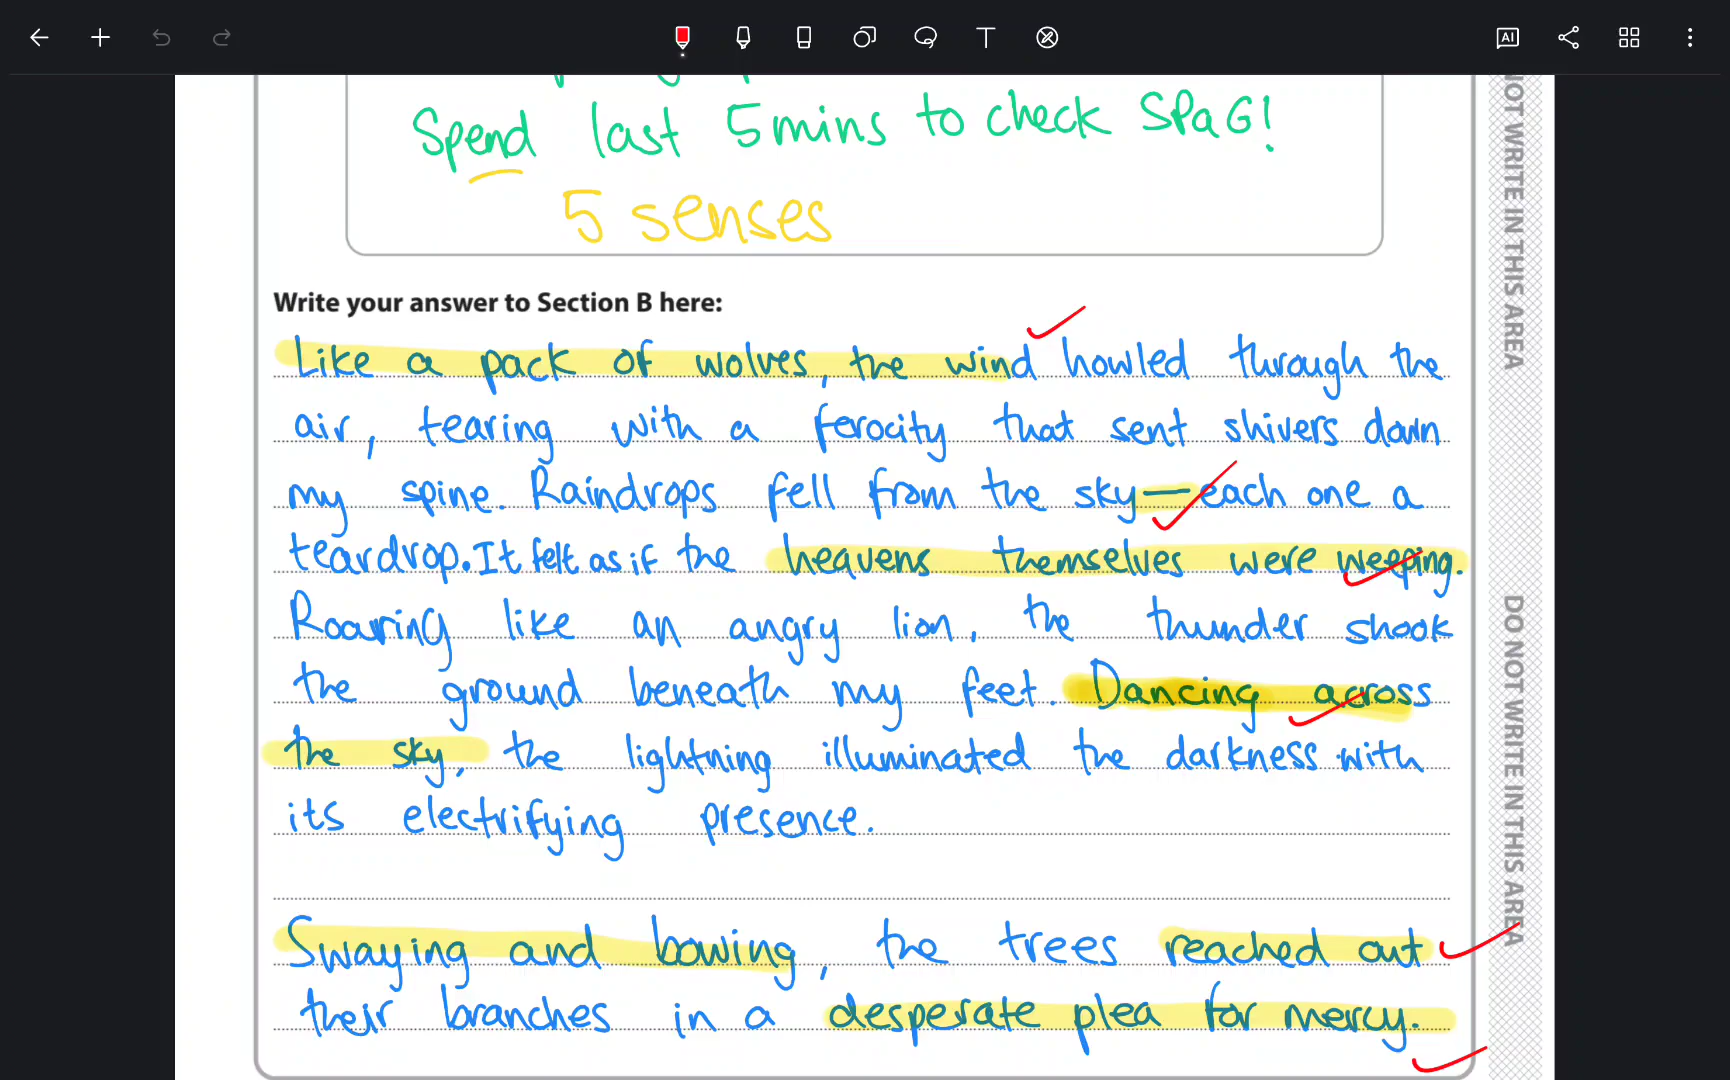 AI
Spend last 5mins to check SPaG!
5 senses
Write your answer to Section B here:
Like a pack of wolves, the wind howled through the
air, tearing with a ferocity that sent shivers down
my spine. Raindrops fell from the sky — each one a
teardrop. It felt as if the heavens themselves were weeping.
Roaring like an angry lion, the thunder shook
the ground beneath my feet. Dancing across
the sky, the lightning illuminated the darkness with
its electrifying presence.
Swaying and bowing, the trees reached out
their branches in a desperate plea for mercy.
NOT WRITE IN THIS AREA
DO NOT WRITE IN THIS AREA